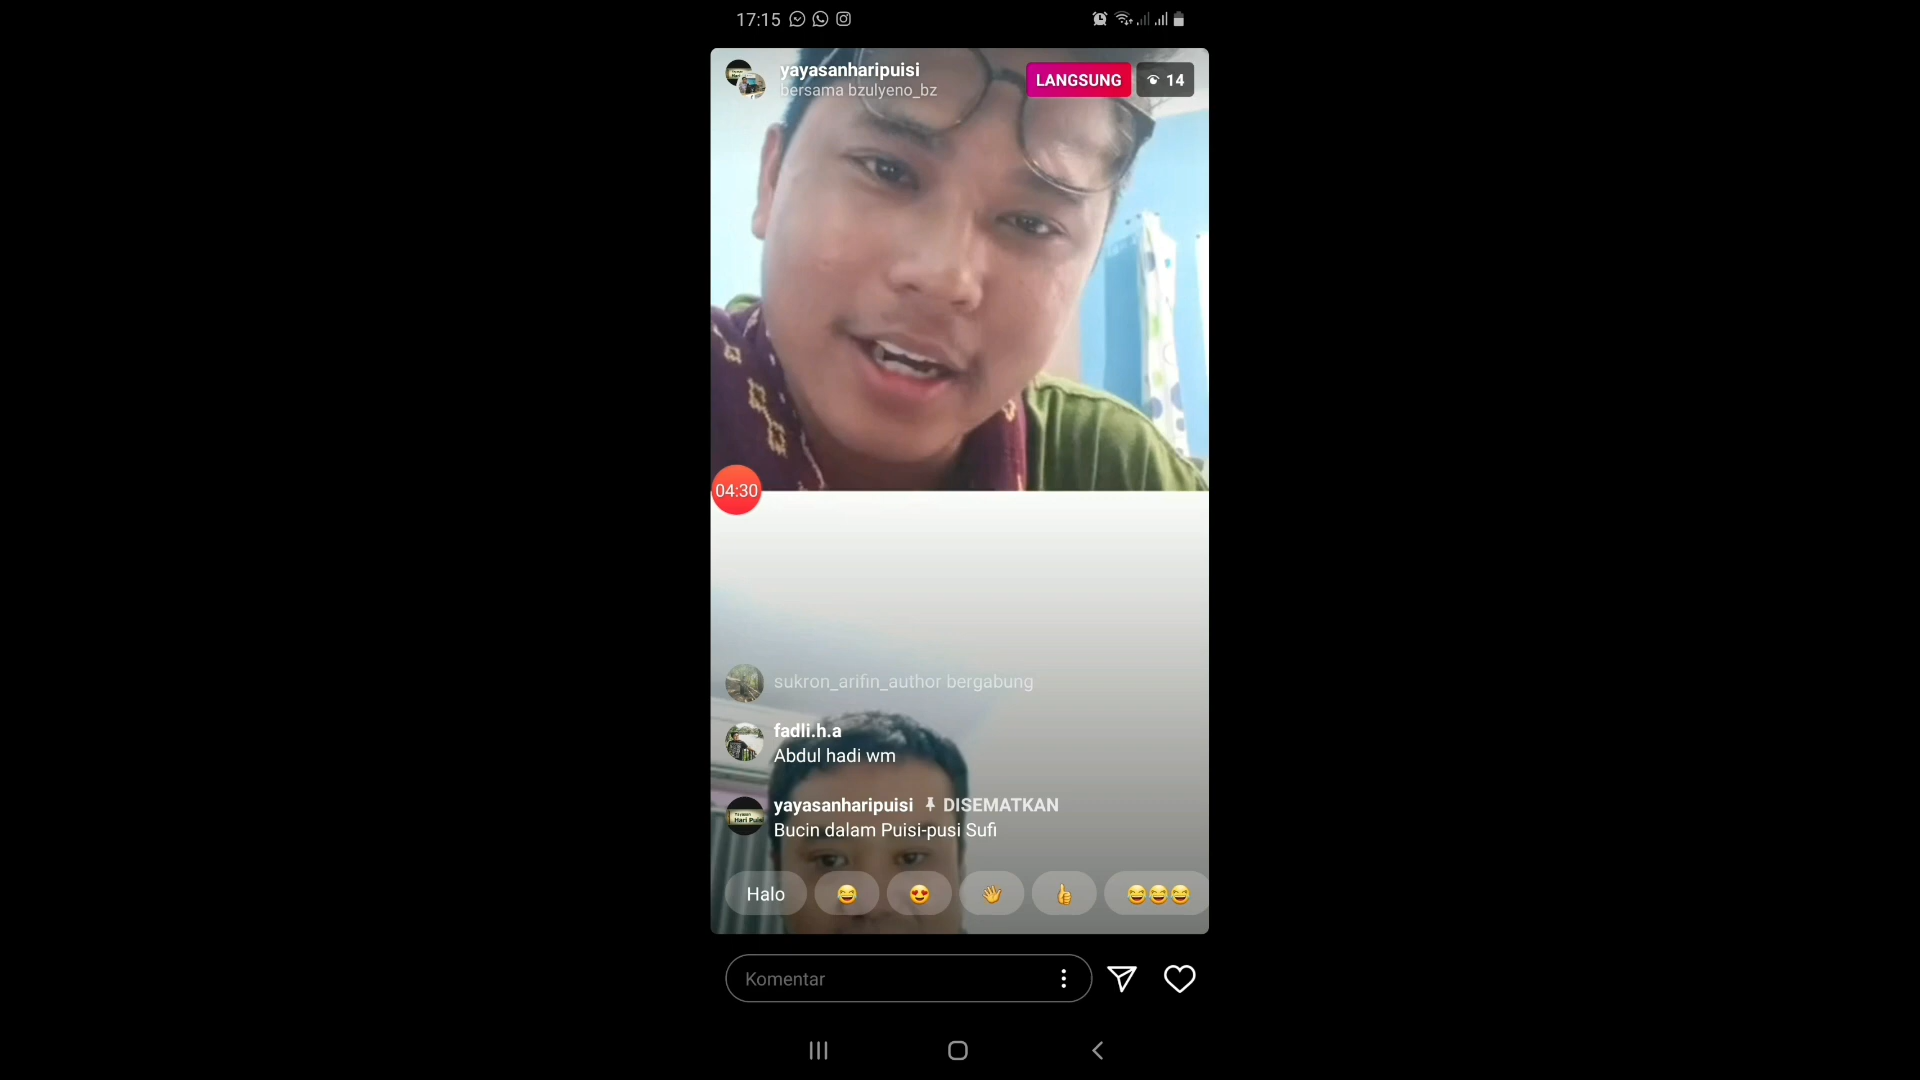 17:15
yayasanharipuisi
bersama bzulyeno_bz
LANGSUNG
14
04:30
sukron_arifin_author bergabung
fadli.h.a
Abdul hadi wm
yayasanharipuisi DISEMATKAN
Bucin dalam Puisi-pusi Sufi
Halo
Komentar